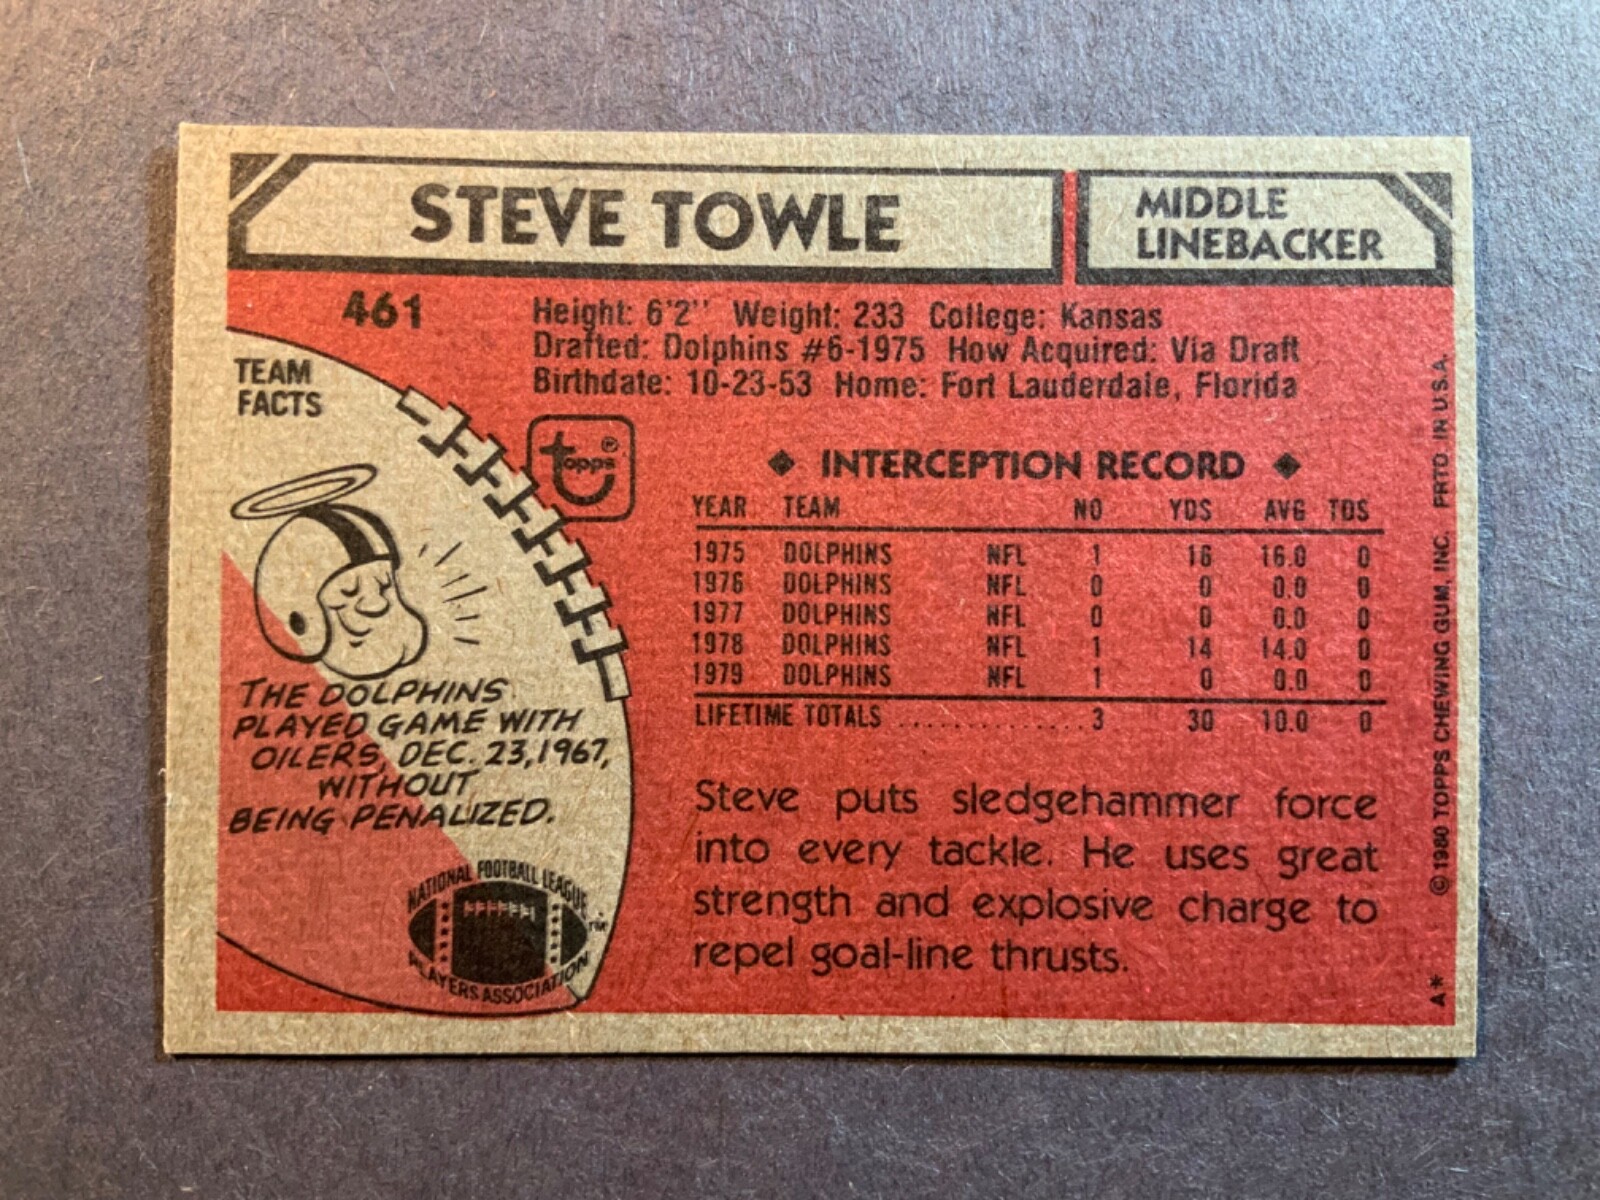 STEVE TOWLE
MIDDLE
LINEBACKER
461
Height: 6'2" Weight: 233 College: Kansas
Drafted: Dolphins #6-1975 How Acquired: Via Draft
Birthdate: 10-23-53 Home: Fort Lauderdale, Florida
TEAM
FACTS
topps®
THE DOLPHINS
PLAYED GAME WITH
OILERS, DEC. 23, 1967,
WITHOUT
BEING PENALIZED.
NATIONAL FOOTBALL LEAGUE
PLAYERS ASSOCIATION
TM
◆ INTERCEPTION RECORD ◆
YEAR TEAM NO YDS AVG TDS
1975 DOLPHINS NFL 1 16 16.0 0
1976 DOLPHINS NFL 0 0 0.0 0
1977 DOLPHINS NFL 0 0 0.0 0
1978 DOLPHINS NFL 1 14 14.0 0
1979 DOLPHINS NFL 1 0 0.0 0
LIFETIME TOTALS .............. 3 30 10.0 0
Steve puts sledgehammer force
into every tackle. He uses great
strength and explosive charge to
repel goal-line thrusts.
A* ©1980 TOPPS CHEWING GUM, INC. PRTD IN U.S.A.